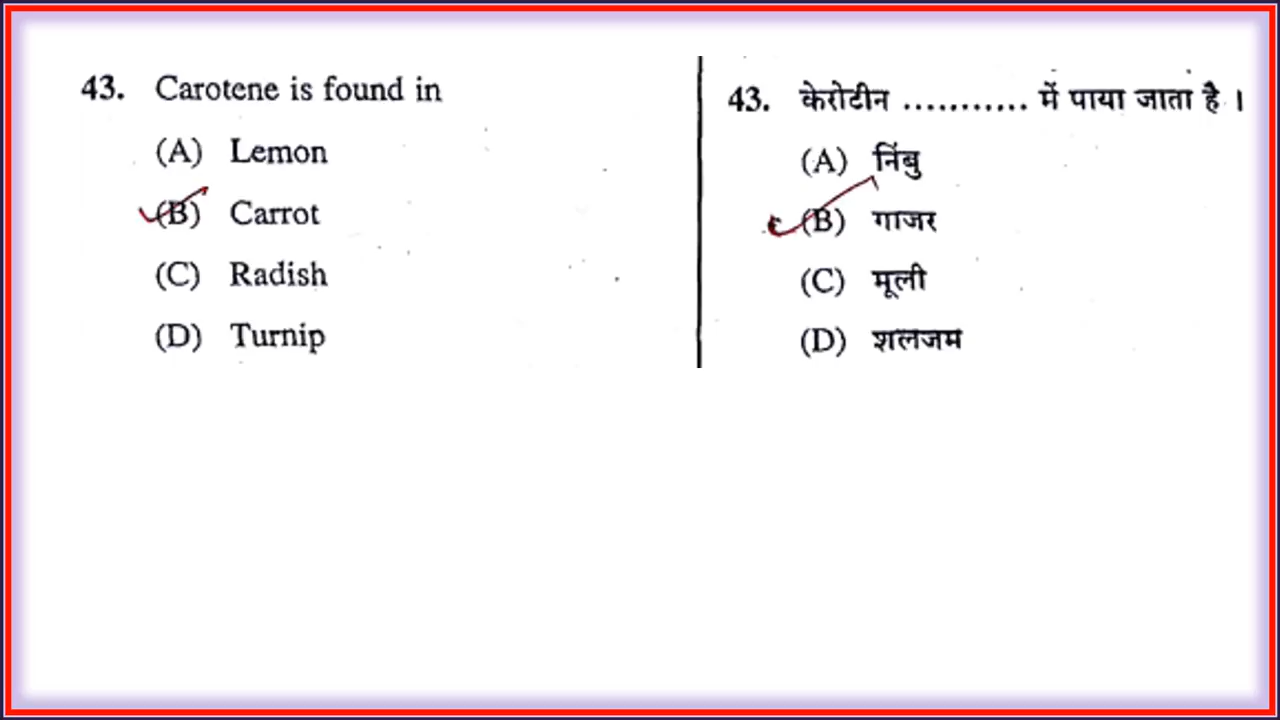 43. Carotene is found in
(A) Lemon
(B) Carrot
(C) Radish
(D) Turnip
43. केरोटीन ........... में पाया जाता है ।
(A) निंबु
(B) गाजर
(C) मूली
(D) शलजम